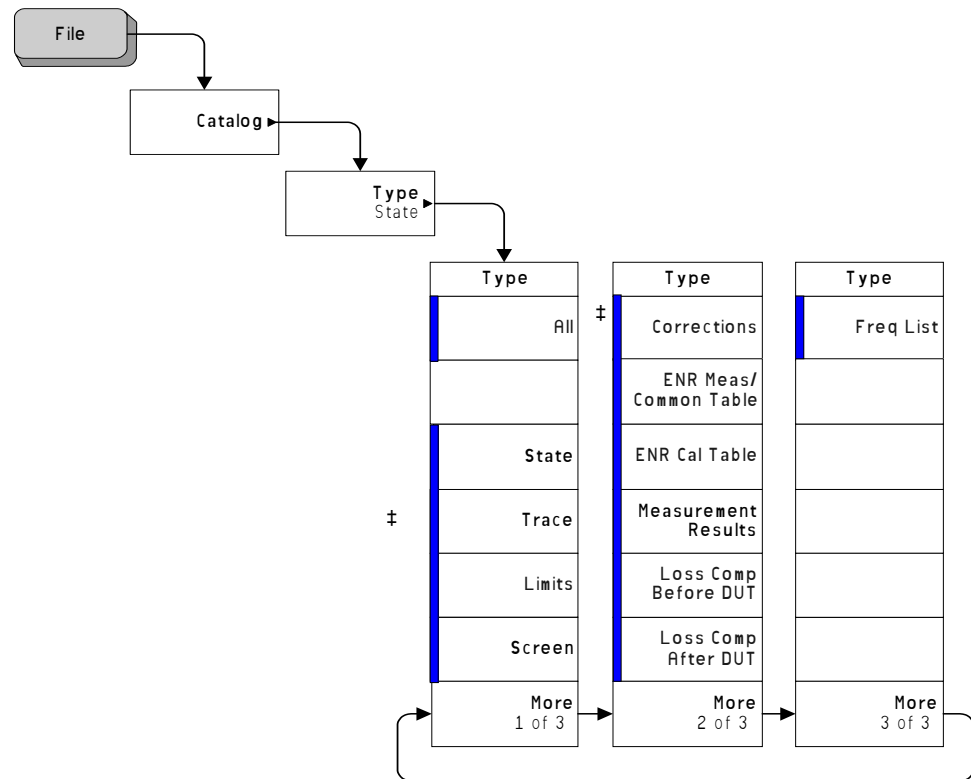 File
Catalog
Type
State
Type
All
State
‡
Trace
Limits
Screen
More
1 of 3
Type
‡
Corrections
ENR Meas/
Common Table
ENR Cal Table
Measurement
Results
Loss Comp
Before DUT
Loss Comp
After DUT
More
2 of 3
Type
Freq List
More
3 of 3